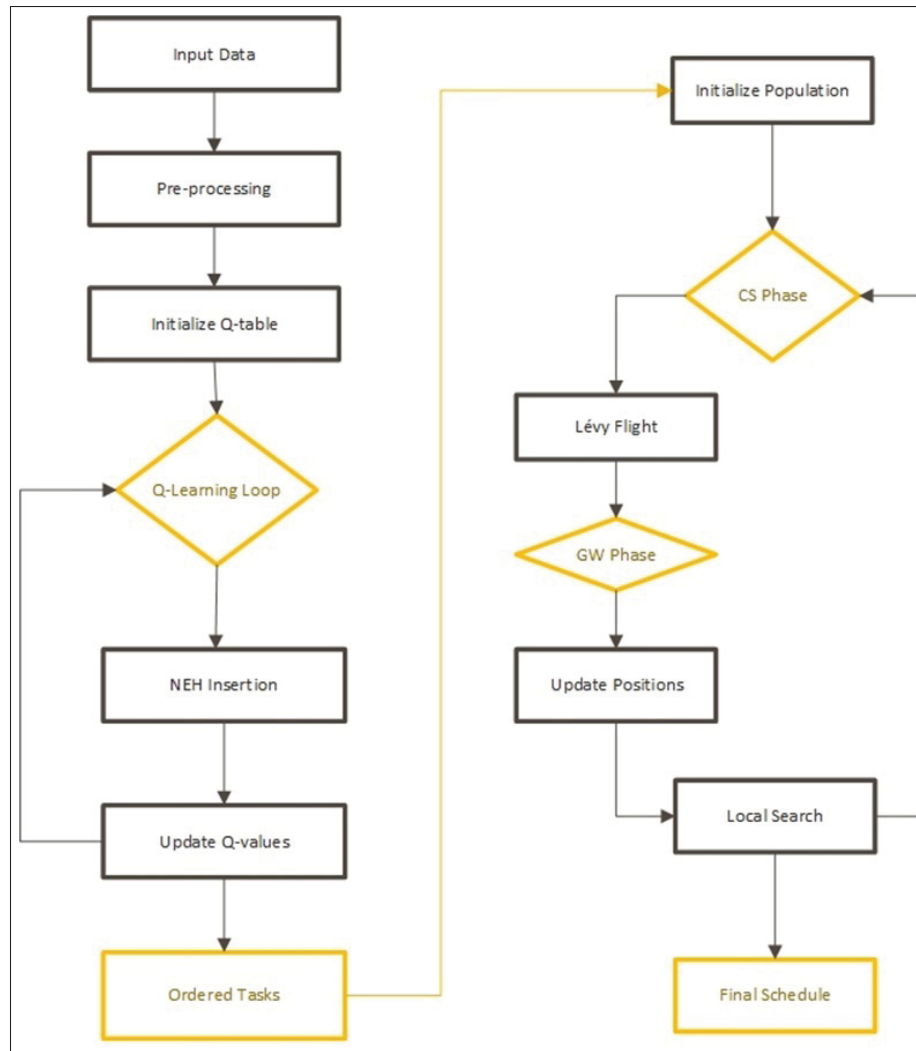 Input Data
Pre-processing
Initialize Q-table
Q-Learning Loop
NEH Insertion
Update Q-values
Ordered Tasks
Initialize Population
CS Phase
Lévy Flight
GW Phase
Update Positions
Local Search
Final Schedule